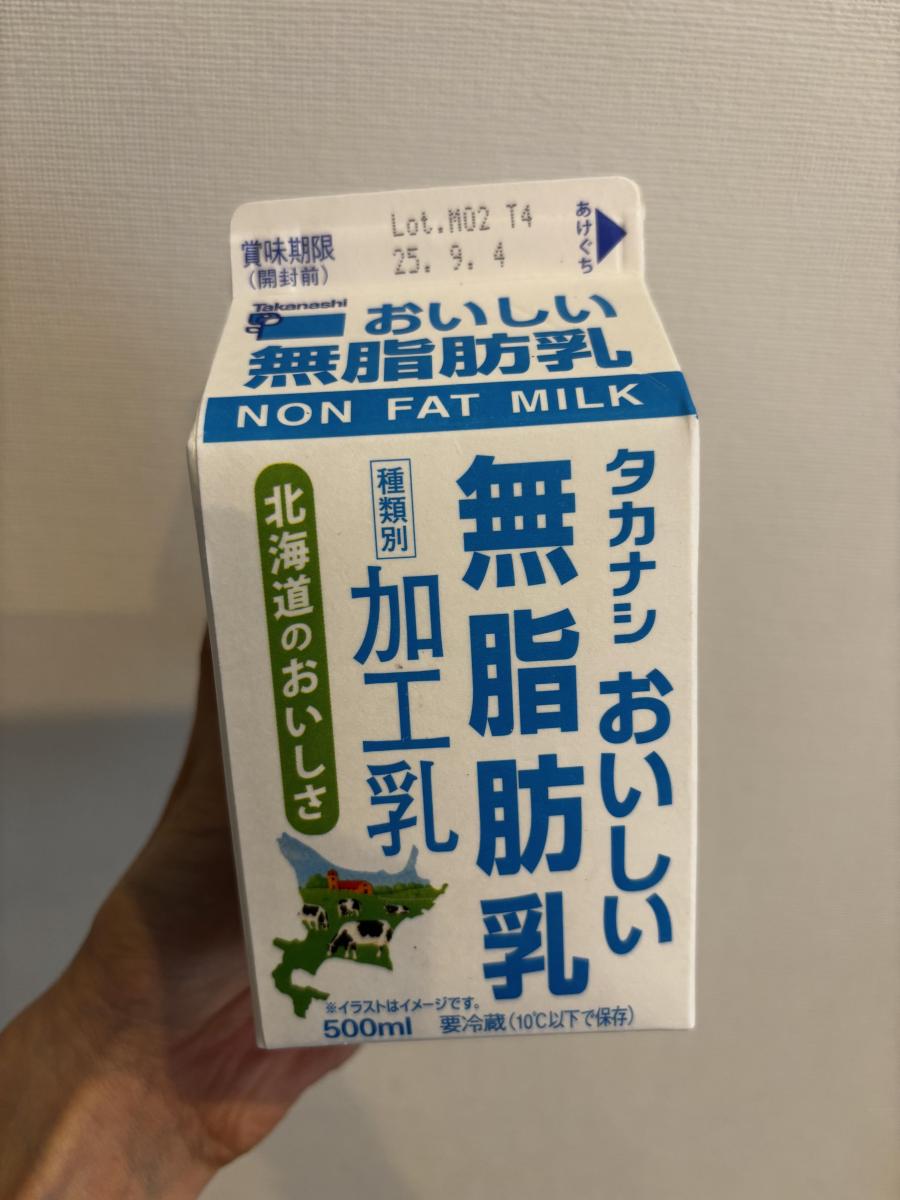 賞味期限
(開封前)
Lot.M02 T4
25. 9. 4
あけぐち
Takanashi
おいしい
無脂肪乳
NON FAT MILK
タカナシ おいしい
無脂肪乳
種類別
加工乳
北海道のおいしさ
※イラストはイメージです。
500ml 要冷蔵(10℃以下で保存)